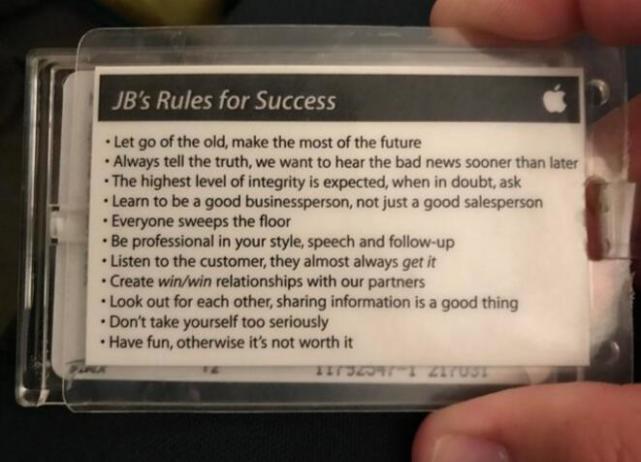 JB's Rules for Success
• Let go of the old, make the most of the future
• Always tell the truth, we want to hear the bad news sooner than later
• The highest level of integrity is expected, when in doubt, ask
• Learn to be a good businessperson, not just a good salesperson
• Everyone sweeps the floor
• Be professional in your style, speech and follow-up
• Listen to the customer, they almost always get it
• Create win/win relationships with our partners
• Look out for each other, sharing information is a good thing
• Don't take yourself too seriously
• Have fun, otherwise it's not worth it